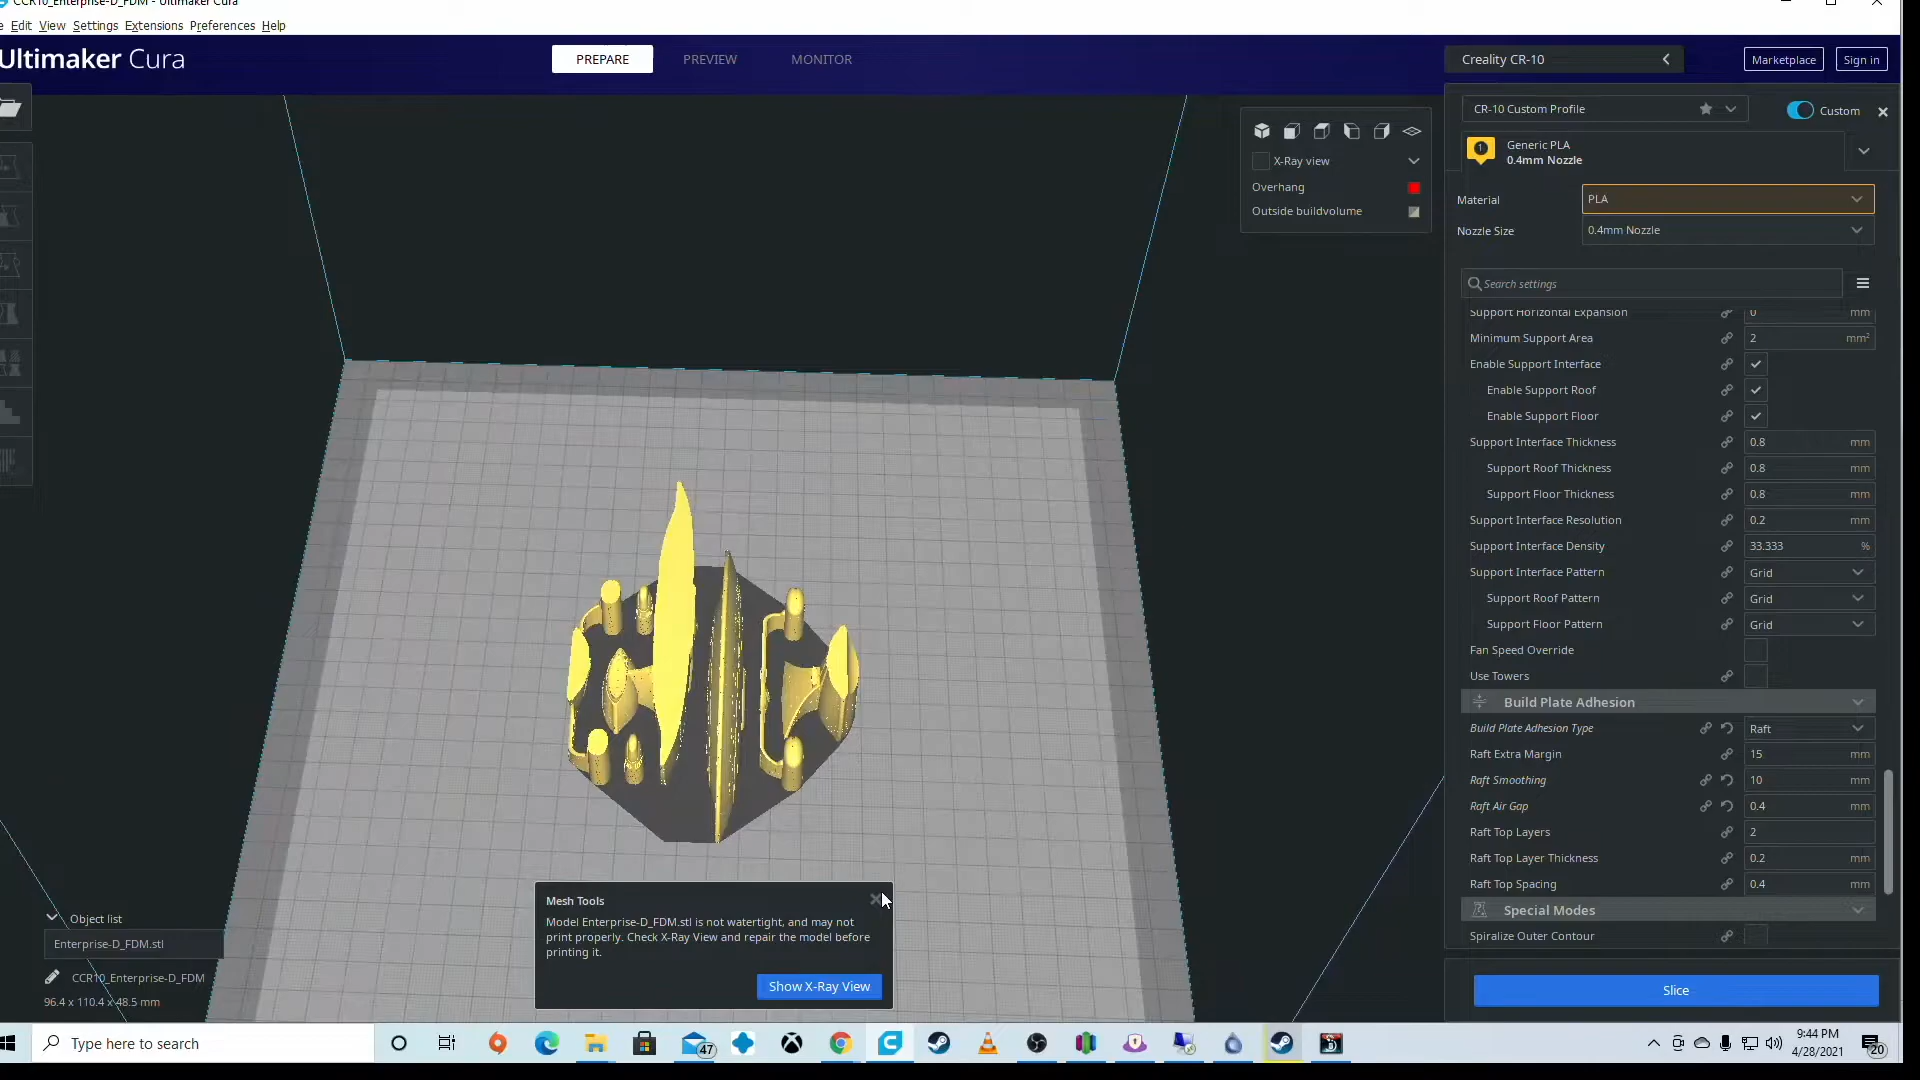 CCR10_Enterprise-D_FDM - Ultimaker Cura
Edit View Settings Extensions Preferences Help
Ultimaker Cura
PREPARE
PREVIEW
MONITOR
Creality CR-10
Marketplace
Sign in
CR-10 Custom Profile
Custom
1
Generic PLA
0.4mm Nozzle
X-Ray view
Overhang
Outside buildvolume
Material
PLA
Nozzle Size
0.4mm Nozzle
Search settings
Support Horizontal Expansion 0 mm
Minimum Support Area 2 mm²
Enable Support Interface
Enable Support Roof
Enable Support Floor
Support Interface Thickness 0.8 mm
Support Roof Thickness 0.8 mm
Support Floor Thickness 0.8 mm
Support Interface Resolution 0.2 mm
Support Interface Density 33.333 %
Support Interface Pattern Grid
Support Roof Pattern Grid
Support Floor Pattern Grid
Fan Speed Override
Use Towers
Build Plate Adhesion
Build Plate Adhesion Type Raft
Raft Extra Margin 15 mm
Raft Smoothing 10 mm
Raft Air Gap 0.4 mm
Raft Top Layers 2
Raft Top Layer Thickness 0.2 mm
Raft Top Spacing 0.4 mm
Special Modes
Spiralize Outer Contour
Slice
Mesh Tools
Model Enterprise-D_FDM.stl is not watertight, and may not
print properly. Check X-Ray View and repair the model before
printing it.
Show X-Ray View
Object list
Enterprise-D_FDM.stl
CCR10_Enterprise-D_FDM
96.4 x 110.4 x 48.5 mm
Type here to search
47
9:44 PM
4/28/2021
20